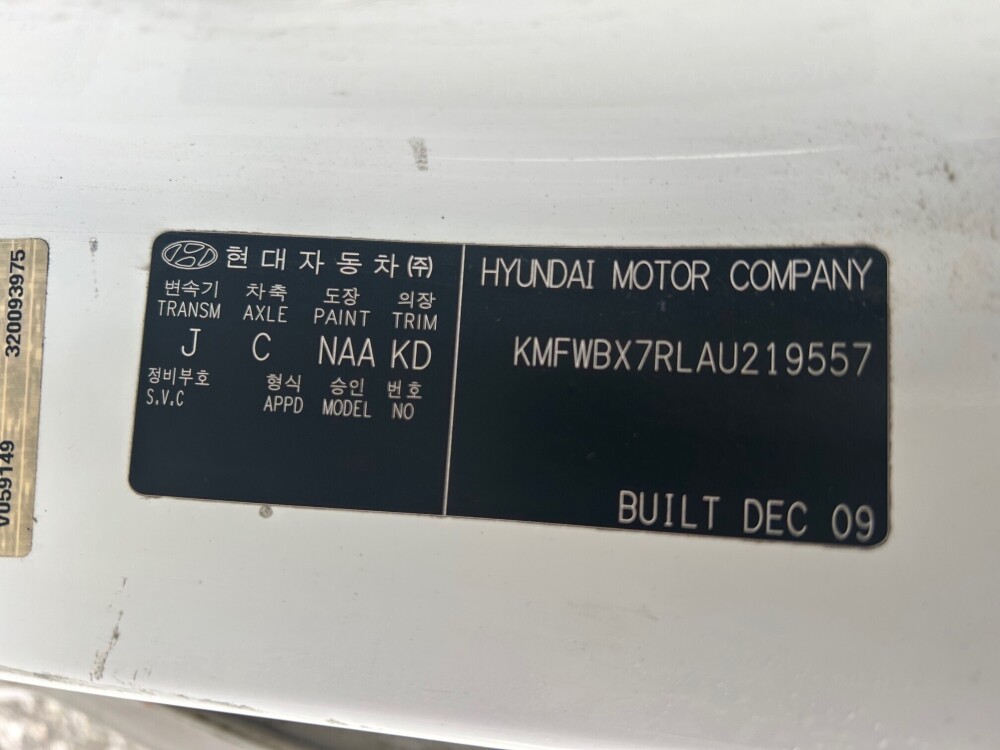 320093975
V059149
현대자동차(주)
변속기 차축 도장 의장
TRANSM AXLE PAINT TRIM
J C NAA KD
정비부호 형식 승인 번호
S.V.C APPD MODEL NO
HYUNDAI MOTOR COMPANY
KMFWBX7RLAU219557
BUILT DEC 09